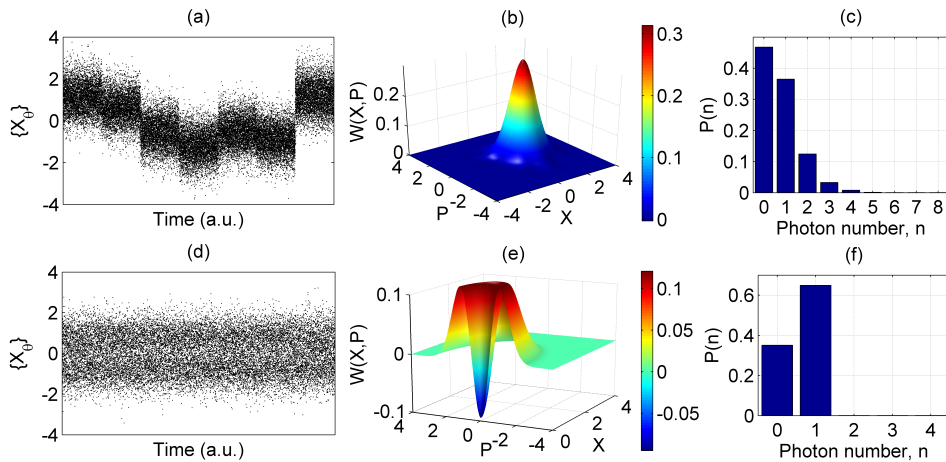 (a)
4
2
0
-2
-4
{X_θ}
Time (a.u.)
(b)
0.2
0.1
0
W(X,P)
4
2
0
-2
-4
P
-4
-2
0
2
4
X
0.3
0.2
0.1
0
(c)
0.4
0.3
0.2
0.1
0
P(n)
0 1 2 3 4 5 6 7 8
Photon number, n
(d)
4
2
0
-2
-4
{X_θ}
Time (a.u.)
(e)
0.1
0
-0.1
W(X,P)
4
2
0
-2
-4
P
0
2
4
X
0.1
0.05
0
-0.05
(f)
0.6
0.4
0.2
0
P(n)
0 1 2 3 4
Photon number, n